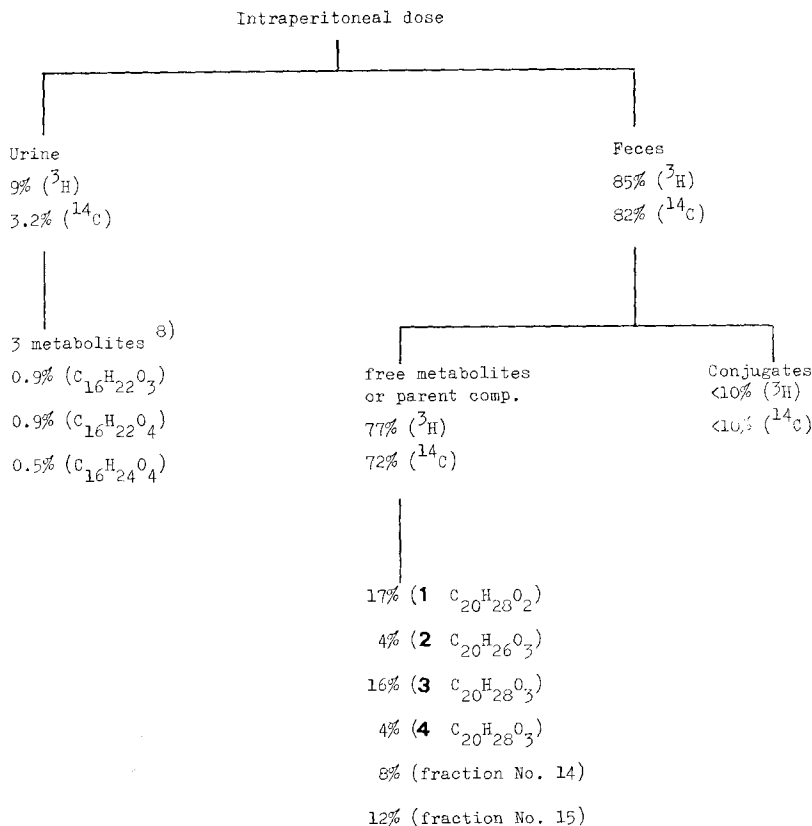 Intraperitoneal dose
Urine
9% (³H)
3.2% (¹⁴C)
3 metabolites ⁸⁾
0.9% (C₁₆H₂₂O₃)
0.9% (C₁₆H₂₂O₄)
0.5% (C₁₆H₂₄O₄)
Feces
85% (³H)
82% (¹⁴C)
free metabolites
or parent comp.
77% (³H)
72% (¹⁴C)
Conjugates
<10% (³H)
<10% (¹⁴C)
17% (1 C₂₀H₂₈O₂)
4% (2 C₂₀H₂₆O₃)
16% (3 C₂₀H₂₈O₃)
4% (4 C₂₀H₂₈O₃)
8% (fraction No. 14)
12% (fraction No. 15)